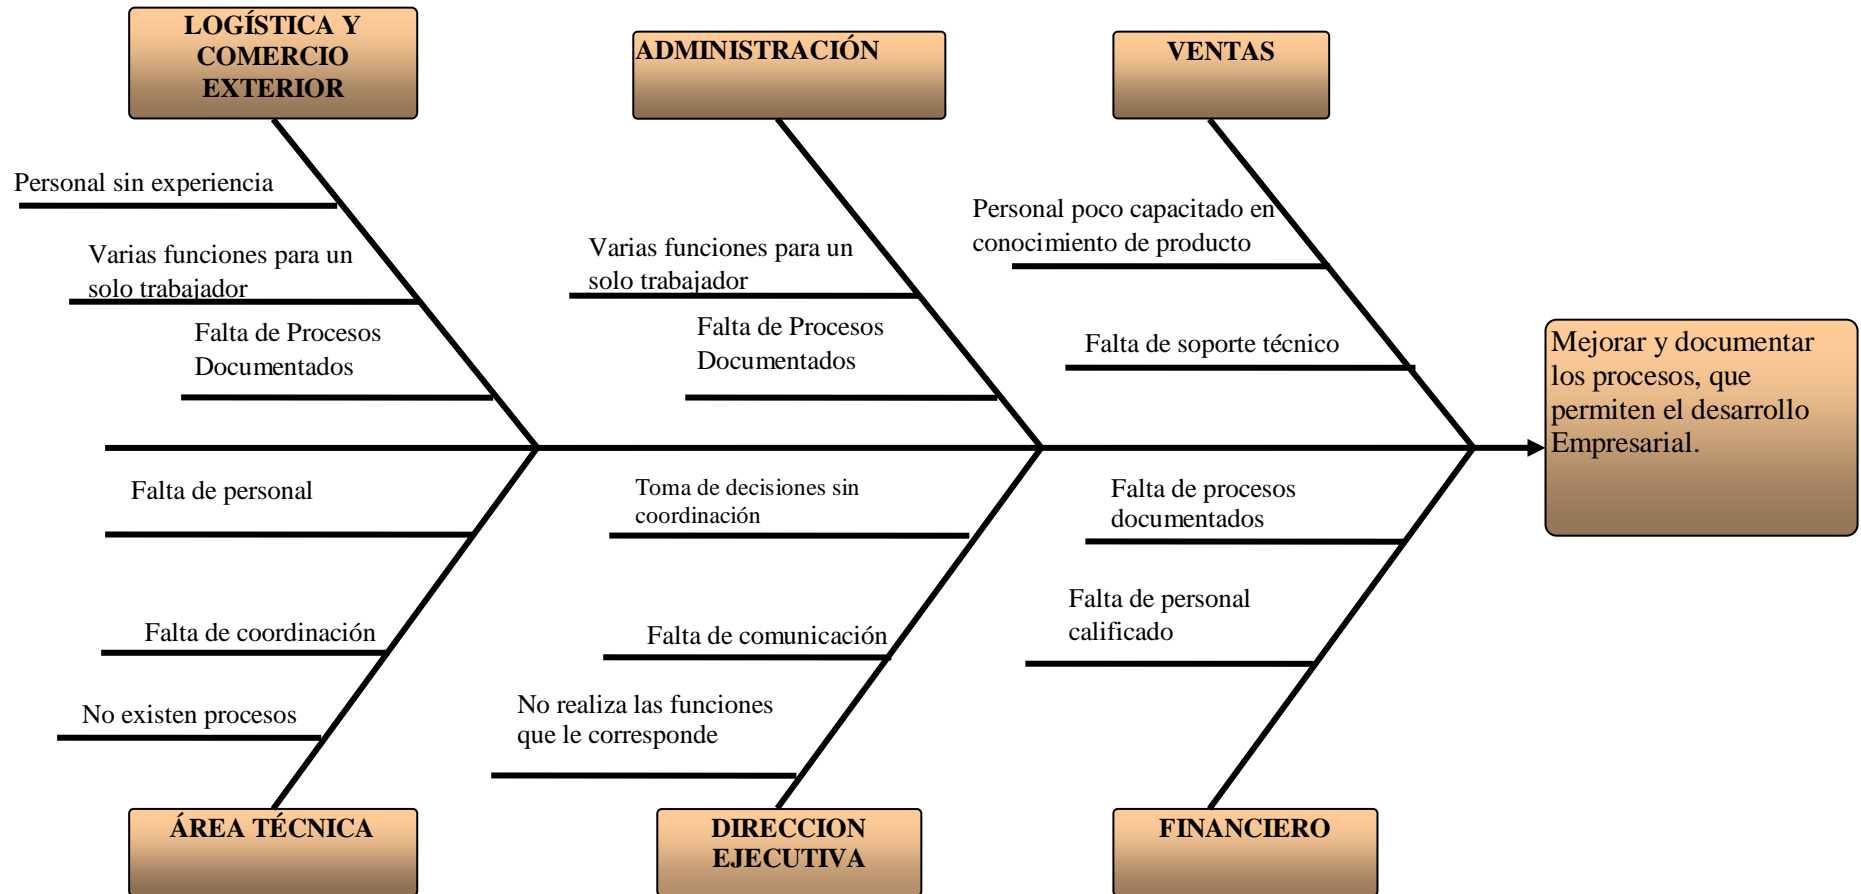 LOGÍSTICA Y
COMERCIO
EXTERIOR
ADMINISTRACIÓN
VENTAS
Personal sin experiencia
Varias funciones para un
solo trabajador
Falta de Procesos
Documentados
Varias funciones para un
solo trabajador
Falta de Procesos
Documentados
Personal poco capacitado en
conocimiento de producto
Falta de soporte técnico
Mejorar y documentar
los procesos, que
permiten el desarrollo
Empresarial.
Falta de personal
Falta de coordinación
No existen procesos
Toma de decisiones sin
coordinación
Falta de comunicación
No realiza las funciones
que le corresponde
Falta de procesos
documentados
Falta de personal
calificado
ÁREA TÉCNICA
DIRECCION
EJECUTIVA
FINANCIERO